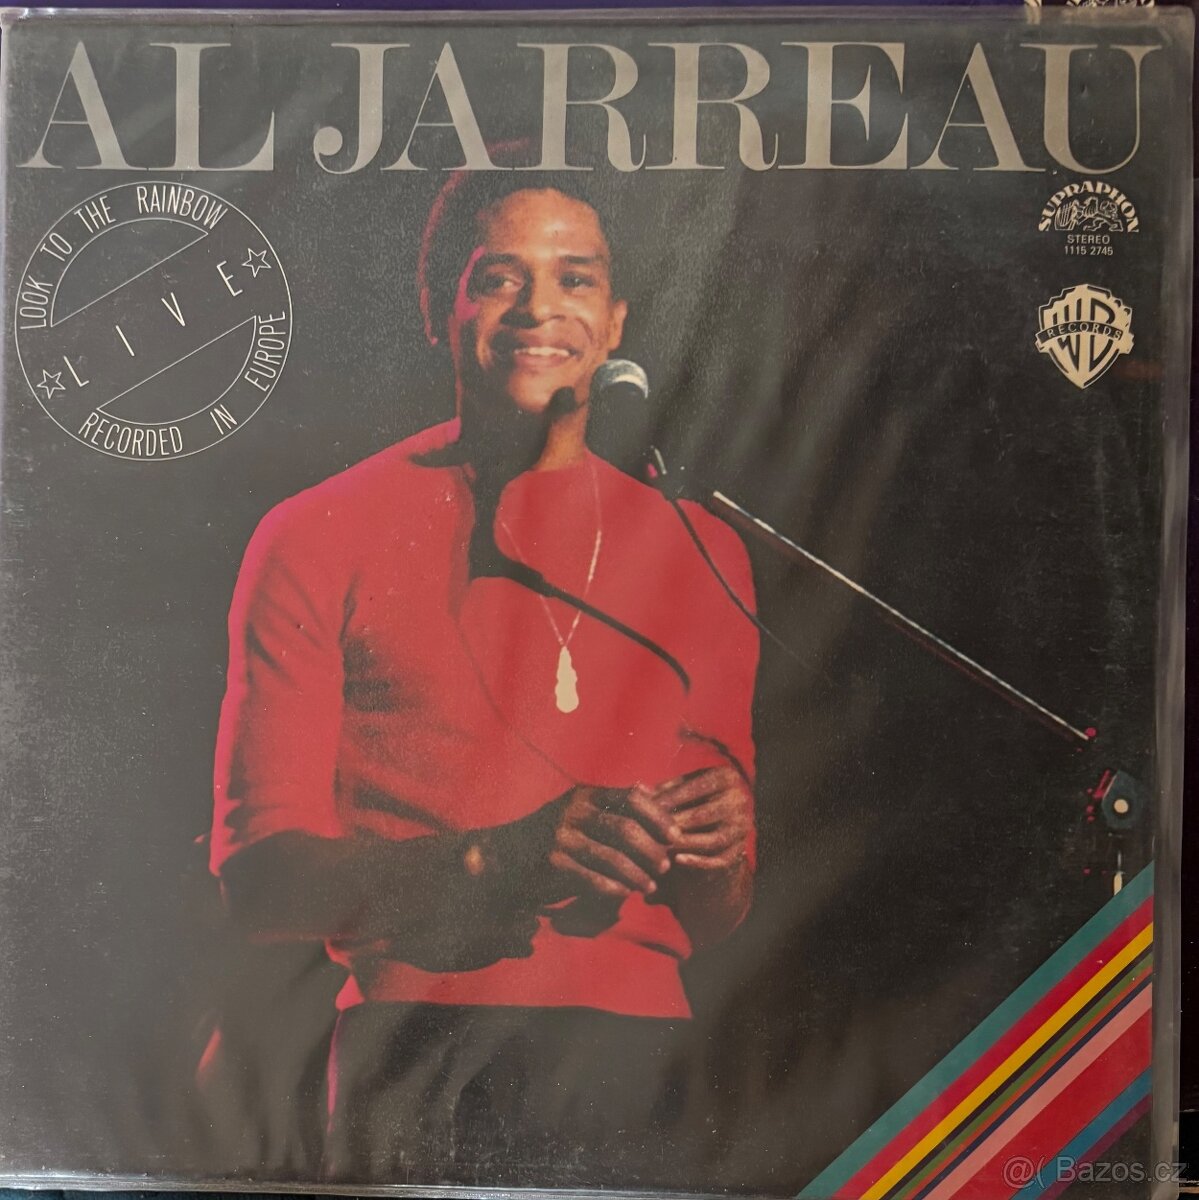 AL JARREAU
LOOK TO THE RAINBOW
LIVE
RECORDED IN EUROPE
SUPRAPHON
STEREO
1115 2745
WB
RECORDS
@( Bazos.cz